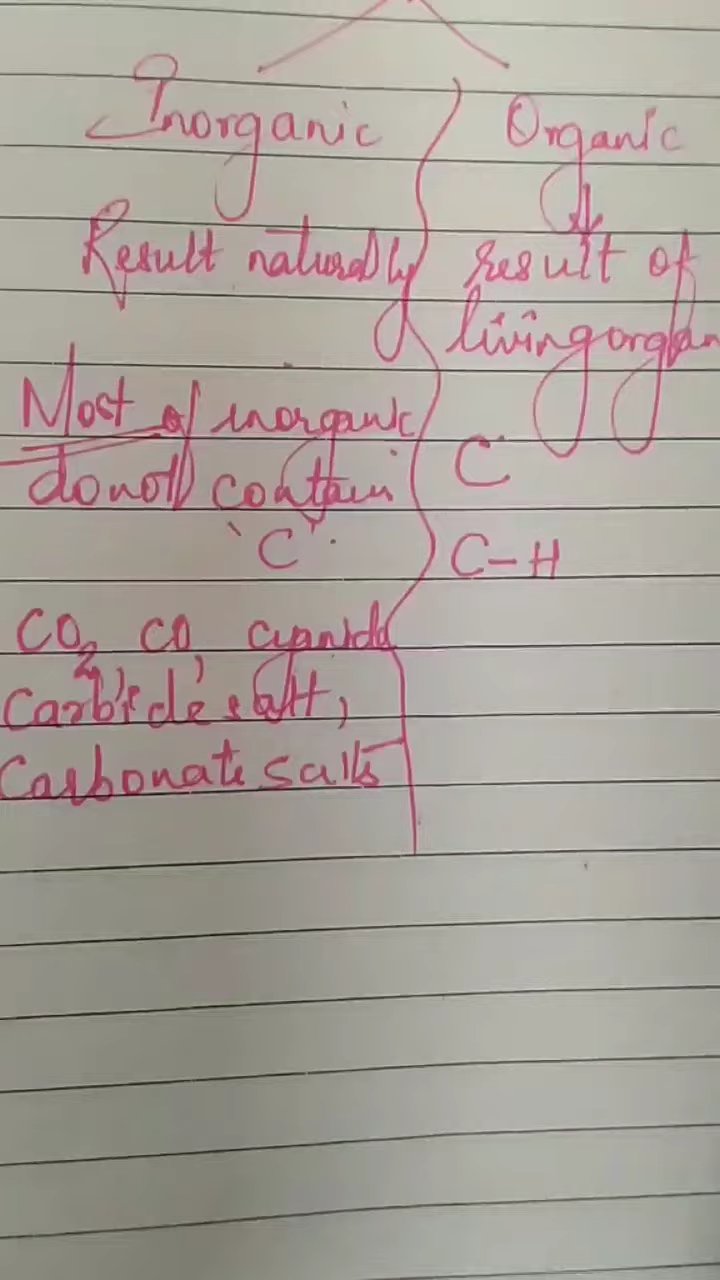 Inorganic
Organic
Result naturally
result of
living organ
Most of inorganic
do not contain
'C'.
C
C-H
CO2, CO, cyanide
Carbide salt,
Carbonate salts